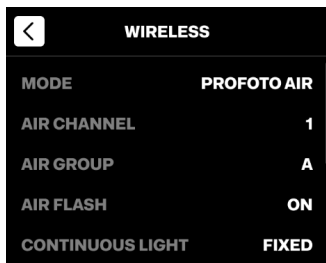 WIRELESS
MODE PROFOTO AIR
AIR CHANNEL 1
AIR GROUP A
AIR FLASH ON
CONTINUOUS LIGHT FIXED